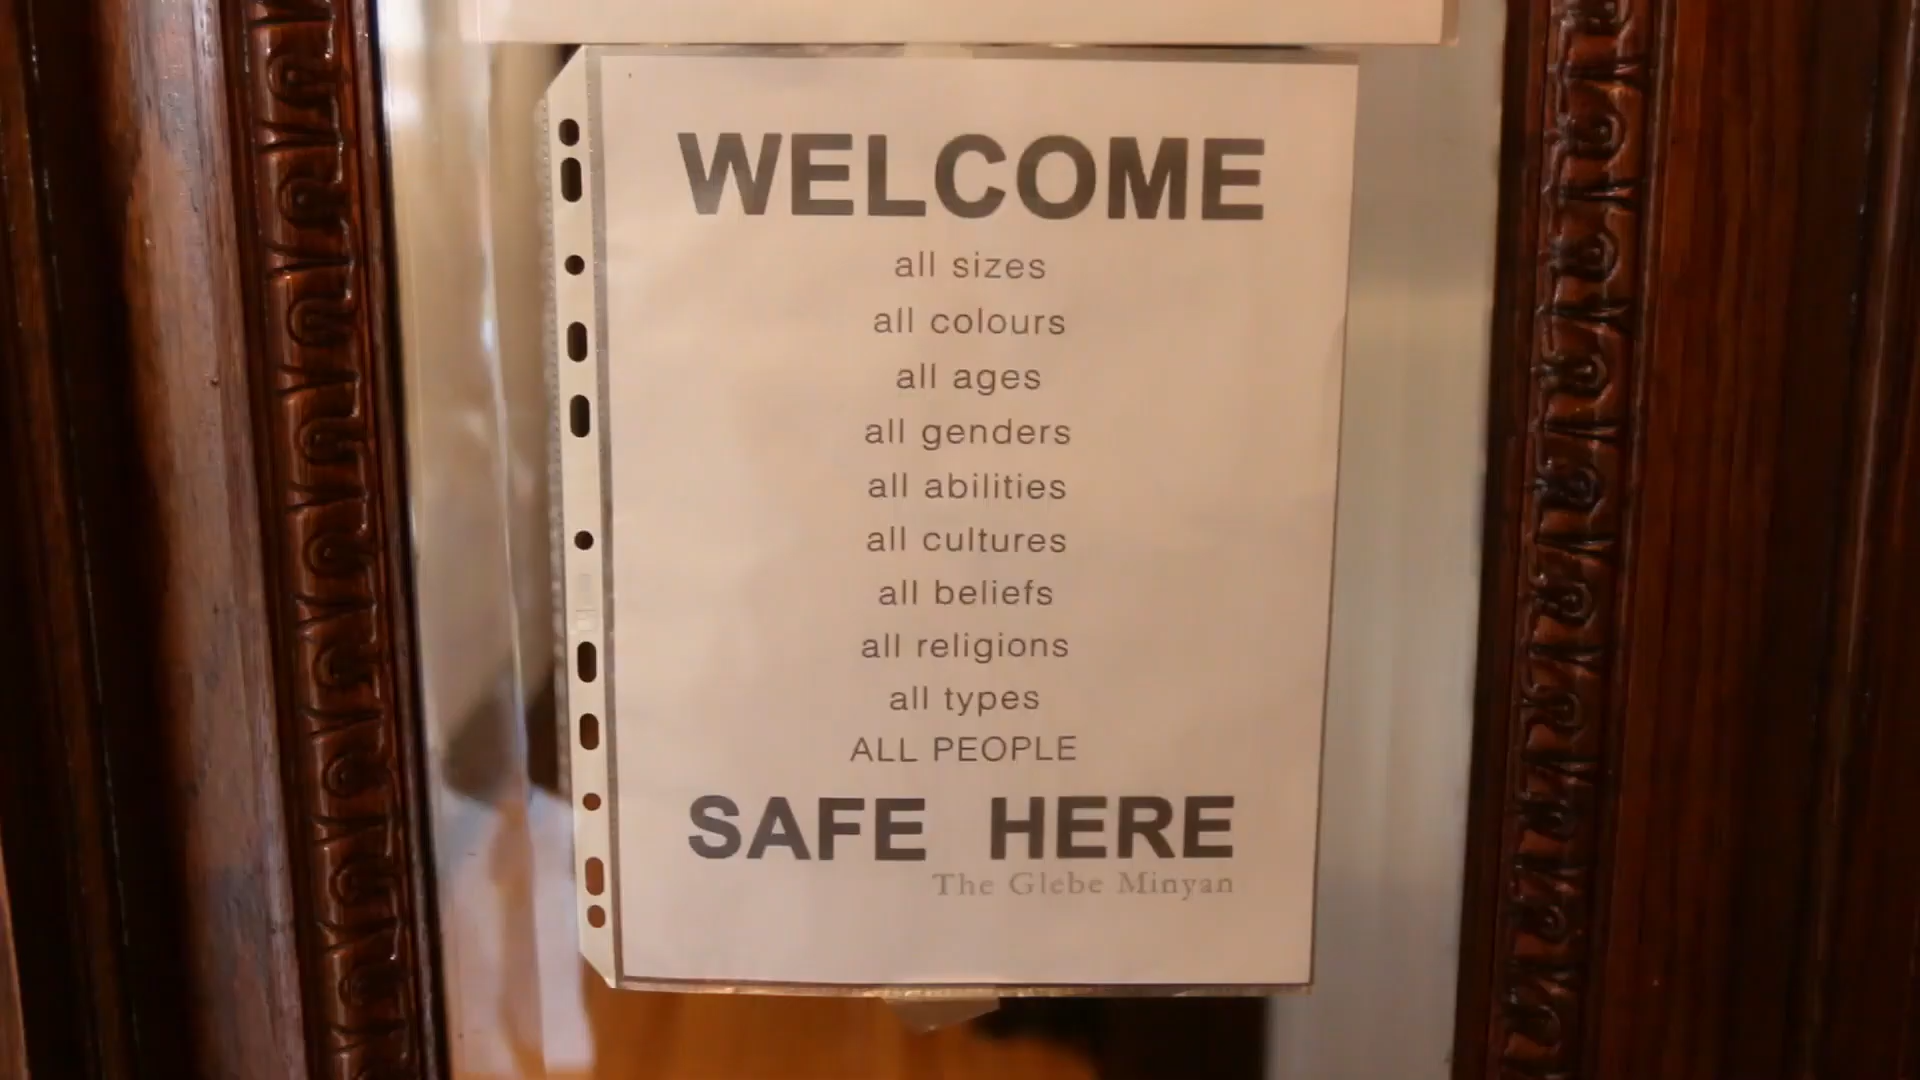 WELCOME
all sizes
all colours
all ages
all genders
all abilities
all cultures
all beliefs
all religions
all types
ALL PEOPLE
SAFE HERE
The Glebe Minyan